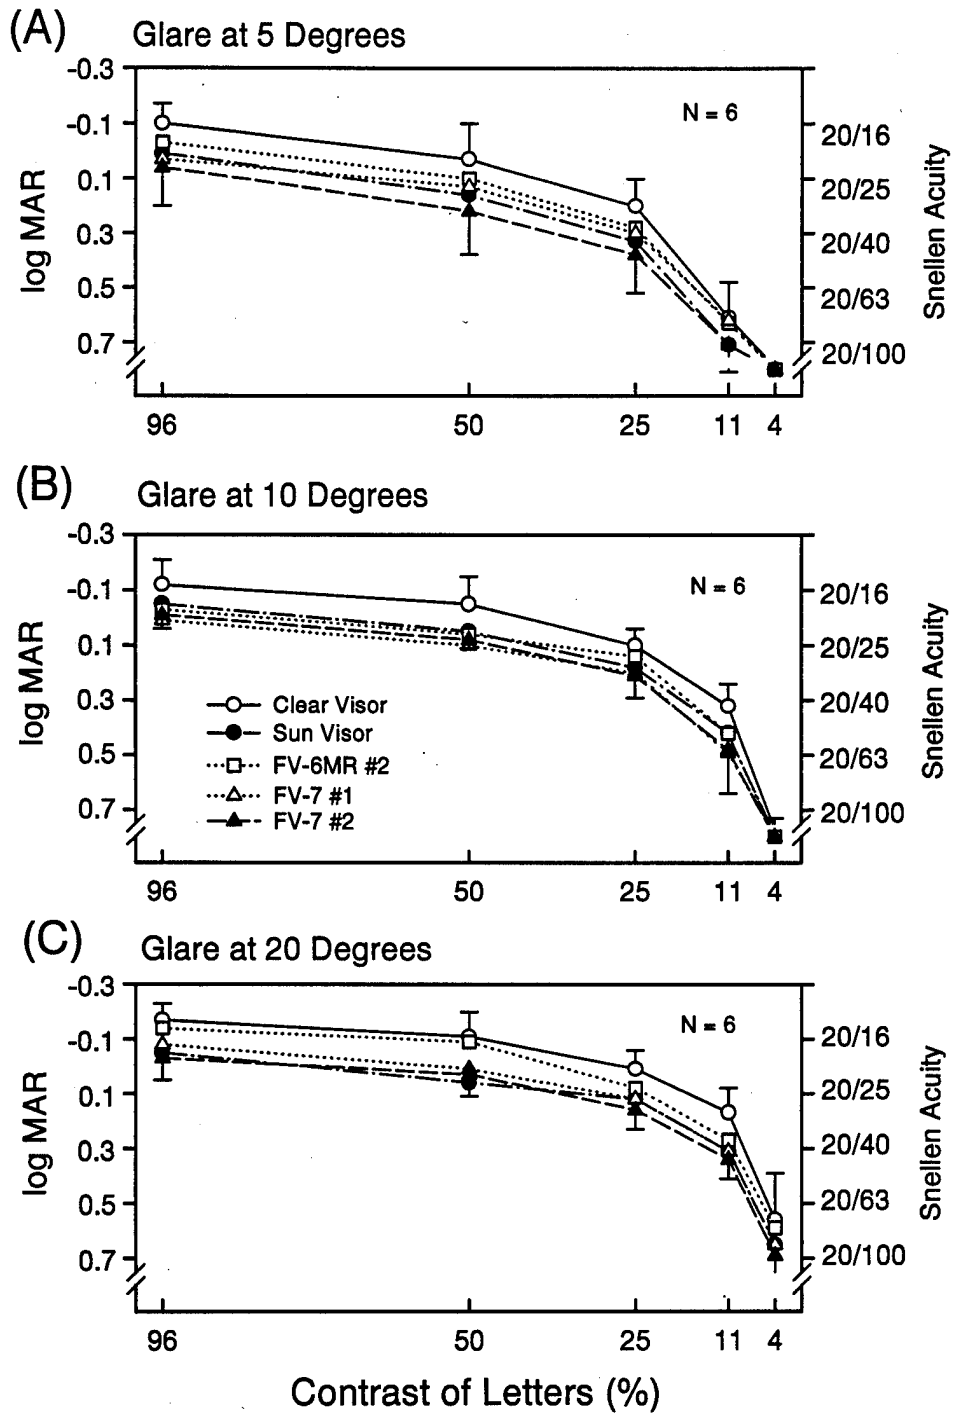 (A)
Glare at 5 Degrees
-0.3
-0.1
0.1
0.3
0.5
0.7
log MAR
N = 6
20/16
20/25
20/40
20/63
20/100
Snellen Acuity
96 50 25 11 4
(B)
Glare at 10 Degrees
-0.3
-0.1
0.1
0.3
0.5
0.7
log MAR
N = 6
Clear Visor
Sun Visor
FV-6MR #2
FV-7 #1
FV-7 #2
20/16
20/25
20/40
20/63
20/100
Snellen Acuity
96 50 25 11 4
(C)
Glare at 20 Degrees
-0.3
-0.1
0.1
0.3
0.5
0.7
log MAR
N = 6
20/16
20/25
20/40
20/63
20/100
Snellen Acuity
96 50 25 11 4
Contrast of Letters (%)